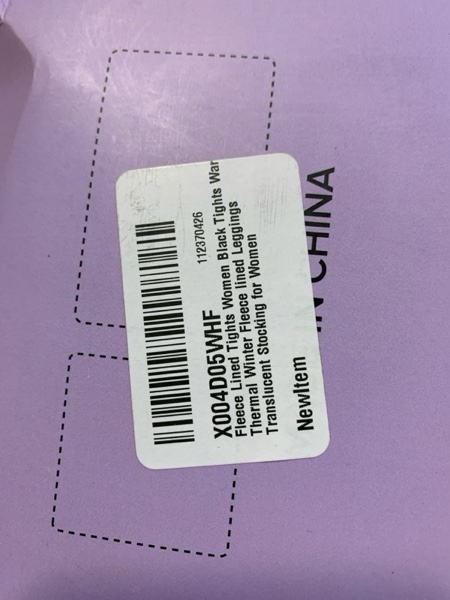 112370426
X004D05WHF
Fleece Lined Tights Women Black Tights War
Thermal Winter Fleece lined Leggings
Translucent Stocking for Women
NewItem
IN CHINA